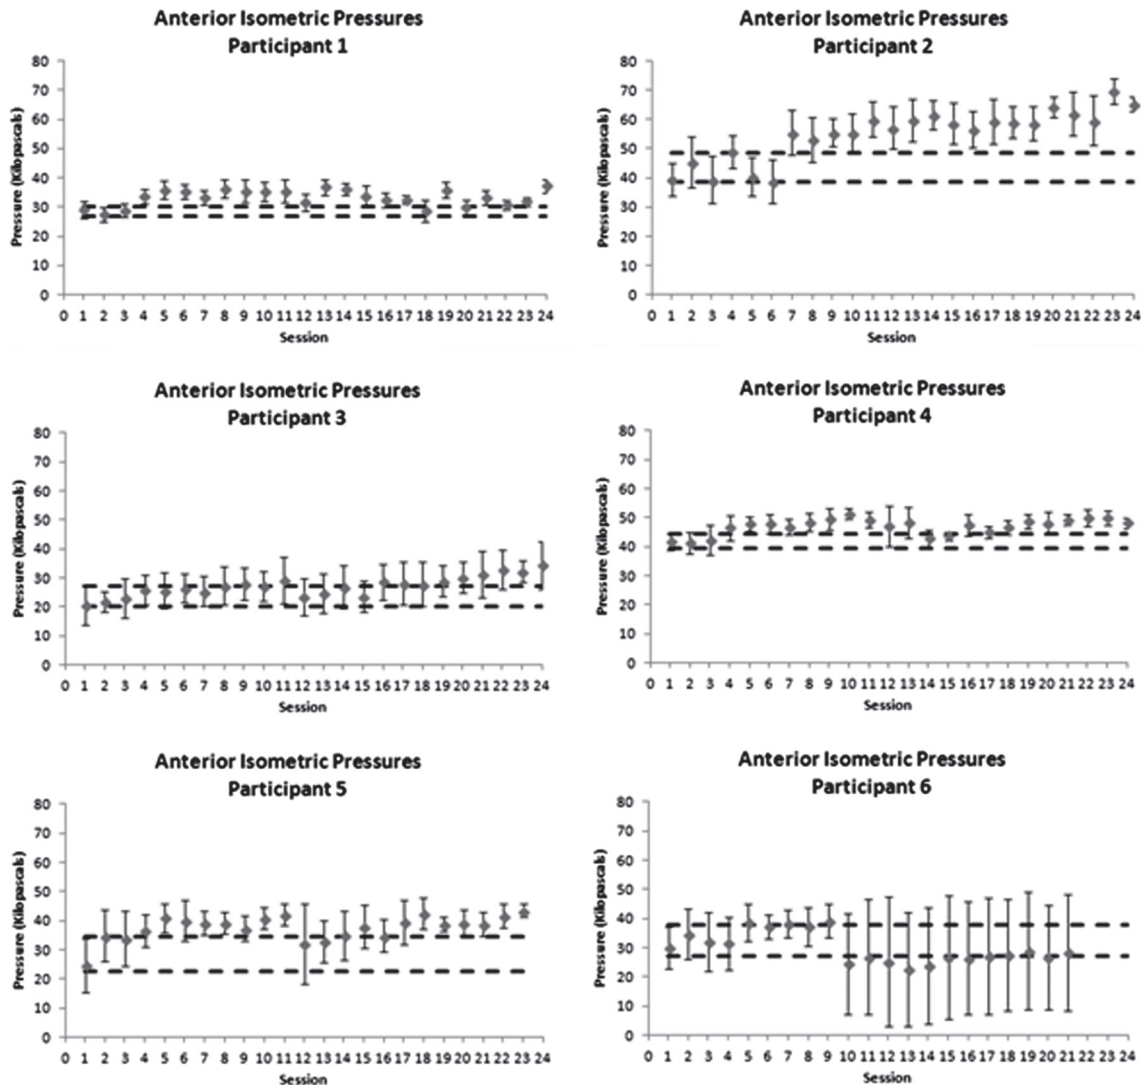 Anterior Isometric Pressures
Participant 1
Pressure (Kilopascals)
80
70
60
50
40
30
20
10
0
0 1 2 3 4 5 6 7 8 9 10 11 12 13 14 15 16 17 18 19 20 21 22 23 24
Session
Anterior Isometric Pressures
Participant 2
Pressure (Kilopascals)
80
70
60
50
40
30
20
10
0
0 1 2 3 4 5 6 7 8 9 10 11 12 13 14 15 16 17 18 19 20 21 22 23 24
Session
Anterior Isometric Pressures
Participant 3
Pressure (Kilopascals)
80
70
60
50
40
30
20
10
0
0 1 2 3 4 5 6 7 8 9 10 11 12 13 14 15 16 17 18 19 20 21 22 23 24
Session
Anterior Isometric Pressures
Participant 4
Pressure (Kilopascals)
80
70
60
50
40
30
20
10
0
0 1 2 3 4 5 6 7 8 9 10 11 12 13 14 15 16 17 18 19 20 21 22 23 24
Session
Anterior Isometric Pressures
Participant 5
Pressure (Kilopascals)
80
70
60
50
40
30
20
10
0
0 1 2 3 4 5 6 7 8 9 10 11 12 13 14 15 16 17 18 19 20 21 22 23 24
Session
Anterior Isometric Pressures
Participant 6
Pressure (Kilopascals)
80
70
60
50
40
30
20
10
0
0 1 2 3 4 5 6 7 8 9 10 11 12 13 14 15 16 17 18 19 20 21 22 23 24
Session